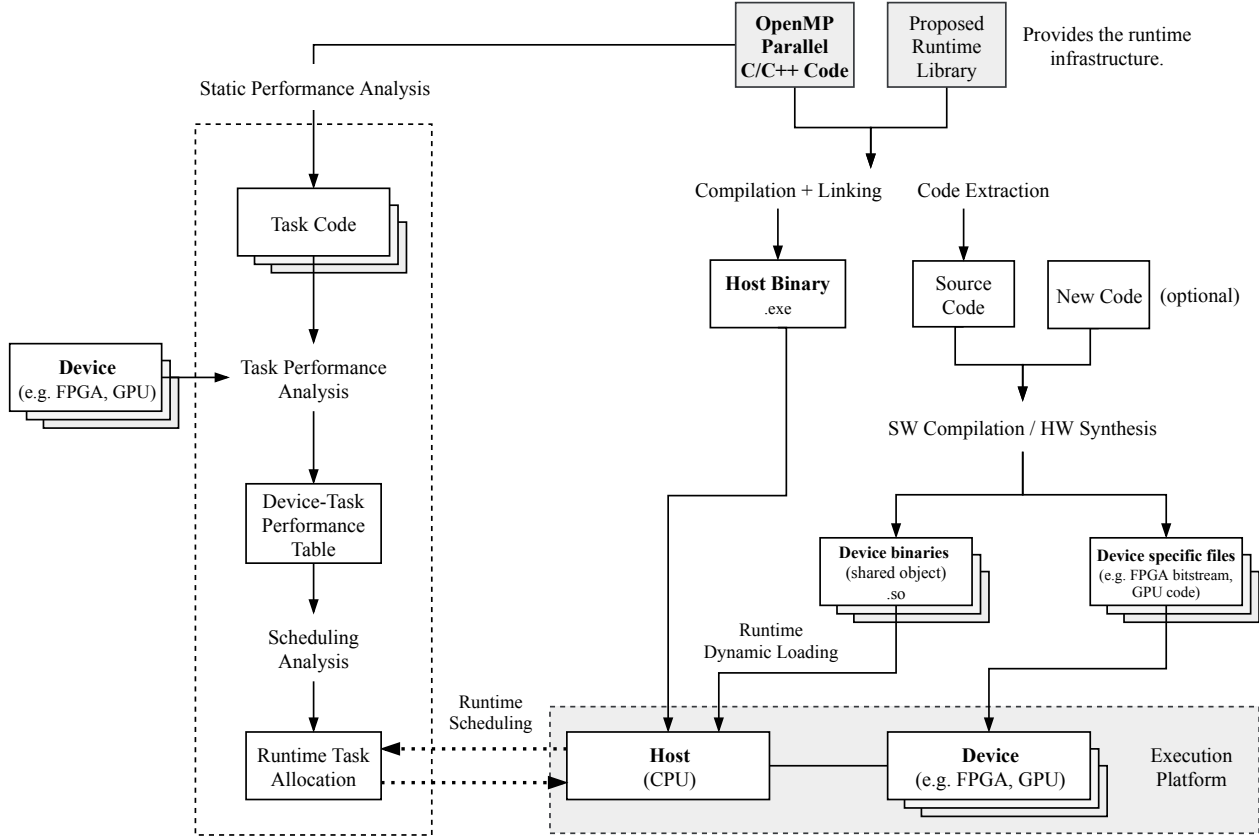 OpenMP
Parallel
C/C++ Code
Proposed
Runtime
Library
Provides the runtime
infrastructure.
Static Performance Analysis
Compilation + Linking
Code Extraction
Task Code
Host Binary
.exe
Source
Code
New Code
(optional)
Device
(e.g. FPGA, GPU)
Task Performance
Analysis
SW Compilation / HW Synthesis
Device-Task
Performance
Table
Device binaries
(shared object)
.so
Device specific files
(e.g. FPGA bitstream,
GPU code)
Scheduling
Analysis
Runtime
Dynamic Loading
Runtime
Scheduling
Runtime Task
Allocation
Host
(CPU)
Device
(e.g. FPGA, GPU)
Execution
Platform